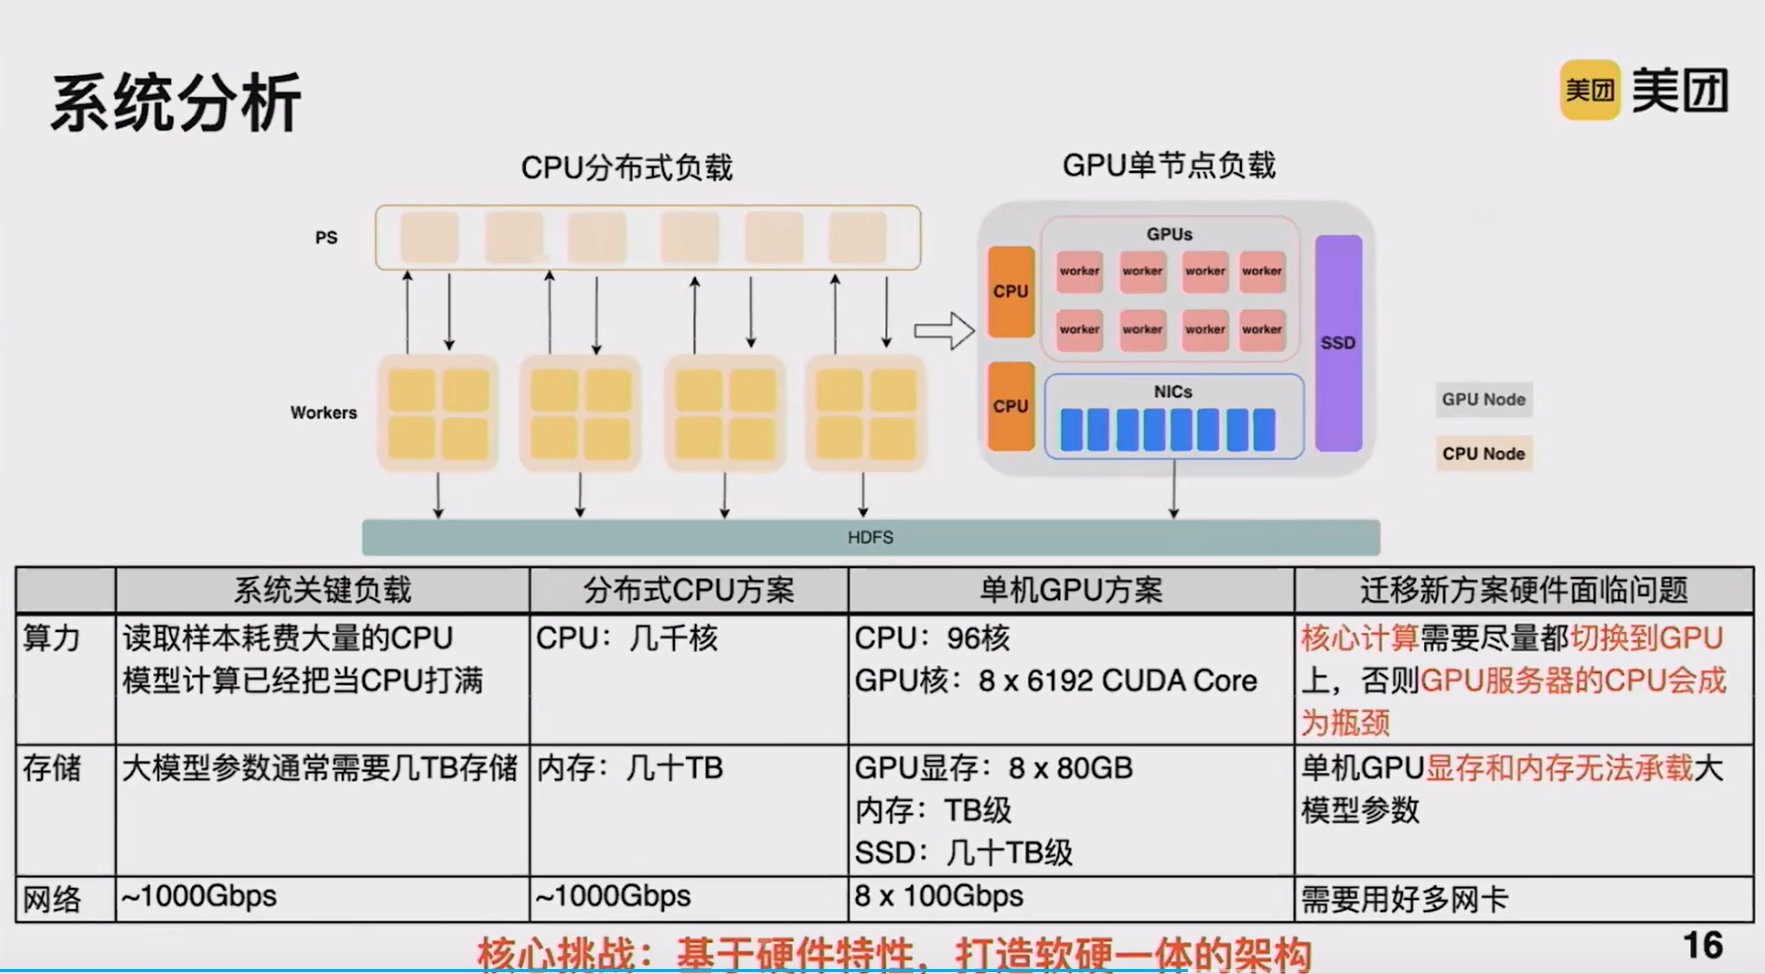 系统分析
美团 美团
CPU分布式负载
GPU单节点负载
PS
Workers
GPUs
CPU
worker worker worker worker
worker worker worker worker
CPU
NICs
SSD
GPU Node
CPU Node
HDFS
系统关键负载 分布式CPU方案 单机GPU方案 迁移新方案硬件面临问题
算力
读取样本耗费大量的CPU
模型计算已经把当CPU打满
CPU：几千核
CPU：96核
GPU核：8 x 6192 CUDA Core
核心计算需要尽量都切换到GPU
上，否则GPU服务器的CPU会成
为瓶颈
存储
大模型参数通常需要几TB存储
内存：几十TB
GPU显存：8 x 80GB
内存：TB级
SSD：几十TB级
单机GPU显存和内存无法承载大
模型参数
网络
~1000Gbps
~1000Gbps
8 x 100Gbps
需要用好多网卡
核心挑战：基于硬件特性，打造软硬一体的架构
16